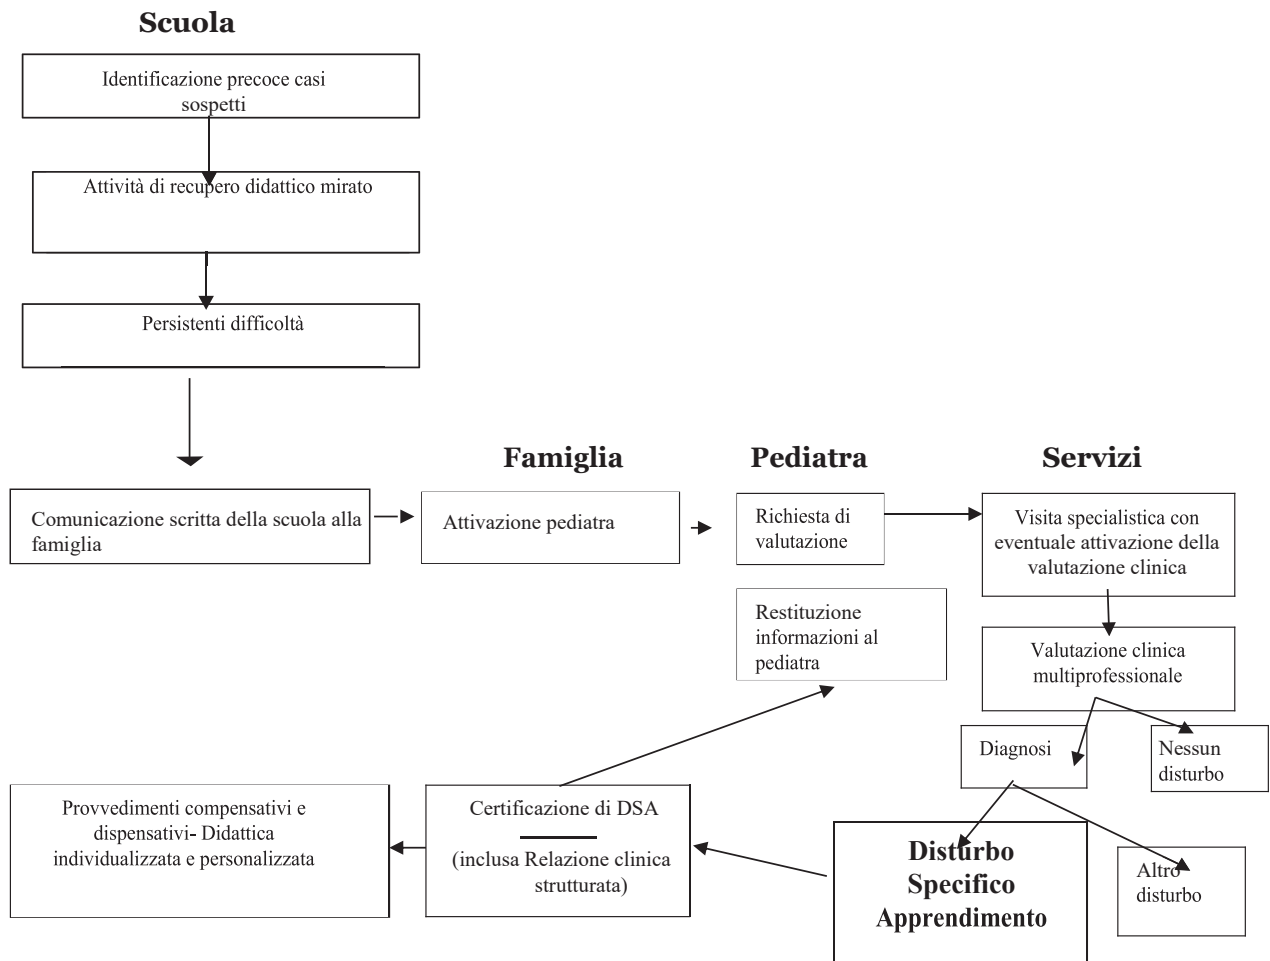 Scuola
Identificazione precoce casi
sospetti
Attività di recupero didattico mirato
Persistenti difficoltà
Famiglia
Pediatra
Servizi
Comunicazione scritta della scuola alla
famiglia
Attivazione pediatra
Richiesta di
valutazione
Visita specialistica con
eventuale attivazione della
valutazione clinica
Restituzione
informazioni al
pediatra
Valutazione clinica
multiprofessionale
Diagnosi
Nessun
disturbo
Provvedimenti compensativi e
dispensativi- Didattica
individualizzata e personalizzata
Certificazione di DSA
(inclusa Relazione clinica
strutturata)
Disturbo
Specifico
Apprendimento
Altro
disturbo